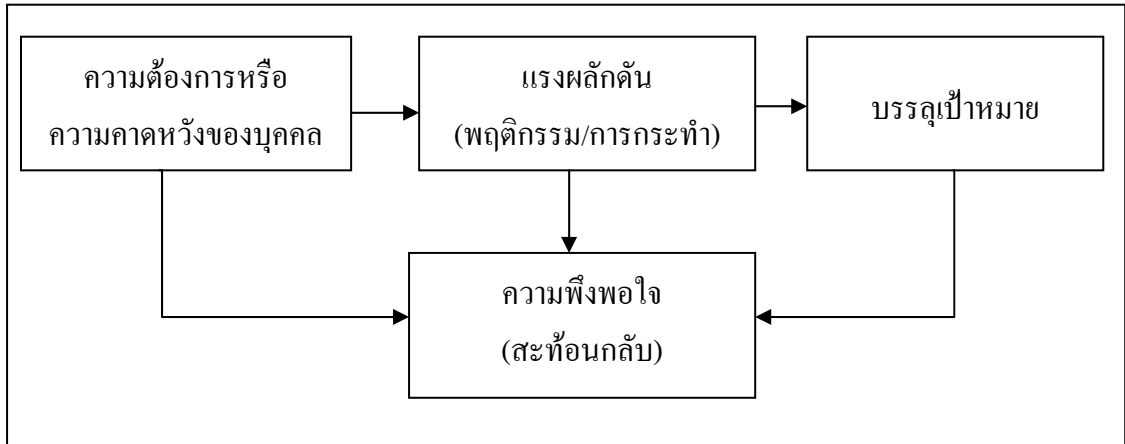 ความต้องการหรือ
ความคาดหวังของบุคคล
แรงผลักดัน
(พฤติกรรม/การกระทำ)
บรรลุเป้าหมาย
ความพึงพอใจ
(สะท้อนกลับ)